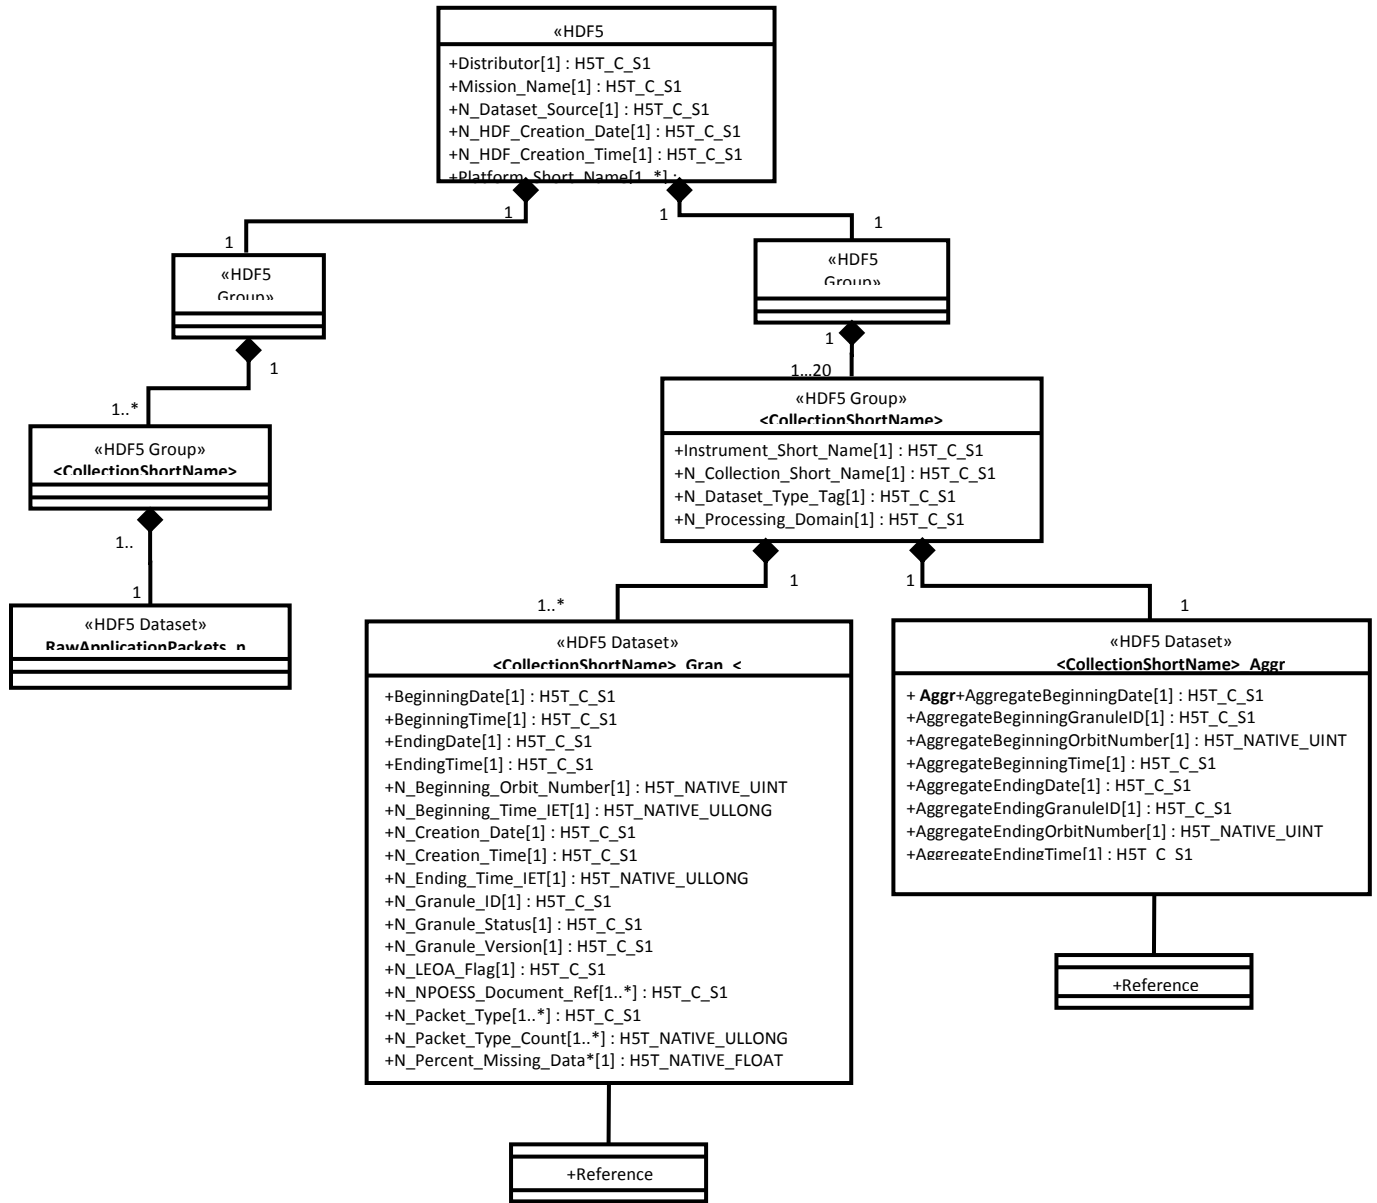 «HDF5
+Distributor[1] : H5T_C_S1
+Mission_Name[1] : H5T_C_S1
+N_Dataset_Source[1] : H5T_C_S1
+N_HDF_Creation_Date[1] : H5T_C_S1
+N_HDF_Creation_Time[1] : H5T_C_S1
+Platform_Short_Name[1..*] :
1
1
1
1
«HDF5
Group»
«HDF5
Group»
1
1
1..*
1...20
«HDF5 Group»
<CollectionShortName>
«HDF5 Group»
<CollectionShortName>
+Instrument_Short_Name[1] : H5T_C_S1
+N_Collection_Short_Name[1] : H5T_C_S1
+N_Dataset_Type_Tag[1] : H5T_C_S1
+N_Processing_Domain[1] : H5T_C_S1
1..
1
1
1
1..*
1
«HDF5 Dataset»
RawApplicationPackets_n
«HDF5 Dataset»
<CollectionShortName>_Gran_<
+BeginningDate[1] : H5T_C_S1
+BeginningTime[1] : H5T_C_S1
+EndingDate[1] : H5T_C_S1
+EndingTime[1] : H5T_C_S1
+N_Beginning_Orbit_Number[1] : H5T_NATIVE_UINT
+N_Beginning_Time_IET[1] : H5T_NATIVE_ULLONG
+N_Creation_Date[1] : H5T_C_S1
+N_Creation_Time[1] : H5T_C_S1
+N_Ending_Time_IET[1] : H5T_NATIVE_ULLONG
+N_Granule_ID[1] : H5T_C_S1
+N_Granule_Status[1] : H5T_C_S1
+N_Granule_Version[1] : H5T_C_S1
+N_LEOA_Flag[1] : H5T_C_S1
+N_NPOESS_Document_Ref[1..*] : H5T_C_S1
+N_Packet_Type[1..*] : H5T_C_S1
+N_Packet_Type_Count[1..*] : H5T_NATIVE_ULLONG
+N_Percent_Missing_Data*[1] : H5T_NATIVE_FLOAT
«HDF5 Dataset»
<CollectionShortName>_Aggr
+ Aggr+AggregateBeginningDate[1] : H5T_C_S1
+AggregateBeginningGranuleID[1] : H5T_C_S1
+AggregateBeginningOrbitNumber[1] : H5T_NATIVE_UINT
+AggregateBeginningTime[1] : H5T_C_S1
+AggregateEndingDate[1] : H5T_C_S1
+AggregateEndingGranuleID[1] : H5T_C_S1
+AggregateEndingOrbitNumber[1] : H5T_NATIVE_UINT
+AggregateEndingTime[1] : H5T_C_S1
+Reference
+Reference